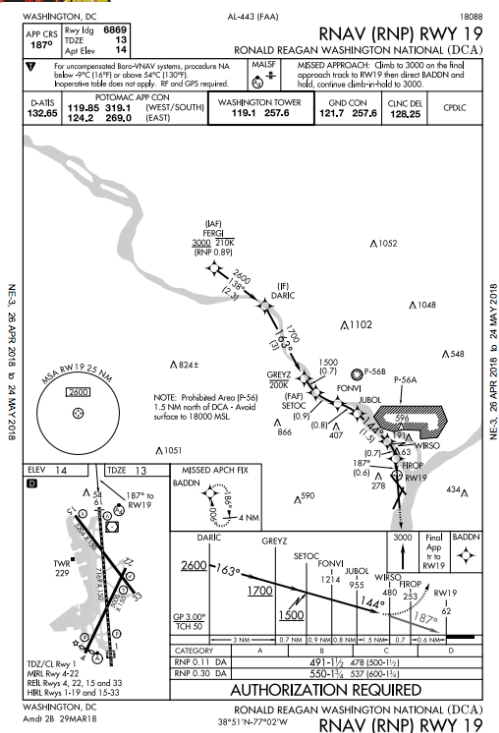 WASHINGTON, DC
AL-443 (FAA)
18088
APP CRS
187°
Rwy ldg 6869
TDZE 13
Apt Elev 14
RNAV (RNP) RWY 19
RONALD REAGAN WASHINGTON NATIONAL (DCA)
For uncompensated Baro-VNAV systems, procedure NA
below -9°C (16°F) or above 54°C (130°F).
Inoperative table does not apply. RF and GPS required.
MALSF
MISSED APPROACH: Climb to 3000 on the final
approach track to RW19 then direct BADDN and
hold, continue climb-in-hold to 3000.
D-ATIS
132.65
POTOMAC APP CON
119.85 319.1 (WEST/SOUTH)
124.2 269.0 (EAST)
WASHINGTON TOWER
119.1 257.6
GND CON
121.7 257.6
CLNC DEL
128.25
CPDLC
(IAF)
FERGI
3000 210K
(RNP 0.89)
1052
2600
138°
(2.3)
(IF)
DARIC
1048
1700
163°
(3)
1102
548
824±
MSA RW19 25 NM
2600
1500
(0.7)
P-56B
P-56A
GREYZ
200K
FONVI
(FAF)
SETOC
JUBOL
596
NOTE: Prohibited Area (P-56)
1.5 NM north of DCA - Avoid
surface to 18000 MSL.
(0.9)
(0.8)
144°
(1.5)
191
866
407
WIRSO
(0.7)
63
1051
187°
(0.6)
FIROP
RW19
278
590
434
NE-3, 26 APR 2018 to 24 MAY 2018
NE-3, 26 APR 2018 to 24 MAY 2018
ELEV 14
TDZE 13
D
187° to
RW19
54
TWR
229
7169 X 150
TDZ/CL Rwy 1
MIRL Rwy 4-22
REIL Rwys 4, 22, 15 and 33
HIRL Rwys 1-19 and 15-33
MISSED APCH FIX
BADDN
186°
006°
4 NM
3000
Final
App
tr to
RW19
BADDN
DARIC
GREYZ
SETOC
FONVI
1214
JUBOL
955
WIRSO
480
FIROP
253
RW19
62
2600
163°
1700
1500
144°
187°
GP 3.00°
TCH 50
3 NM
0.7 NM
0.9 NM
0.8 NM
1.5 NM
0.7
0.6 NM
CATEGORY A B C D
RNP 0.11 DA 491-1½ 478 (500-1½)
RNP 0.30 DA 550-1¾ 537 (600-1¾)
AUTHORIZATION REQUIRED
WASHINGTON, DC
Amdt 2B 29MAR18
38°51'N-77°02'W
RONALD REAGAN WASHINGTON NATIONAL (DCA)
RNAV (RNP) RWY 19